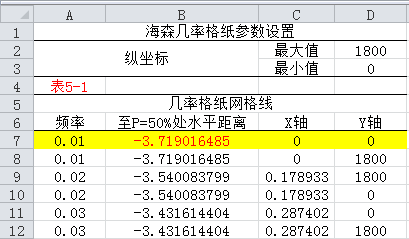 A B C D
1 海森几率格纸参数设置
2 纵坐标 最大值 1800
3 最小值 0
4 表5-1
5 几率格纸网格线
6 频率 至P=50%处水平距离 X轴 Y轴
7 0.01 -3.719016485 0 0
8 0.01 -3.719016485 0 1800
9 0.02 -3.540083799 0.178933 1800
10 0.02 -3.540083799 0.178933 0
11 0.03 -3.431614404 0.287402 0
12 0.03 -3.431614404 0.287402 1800